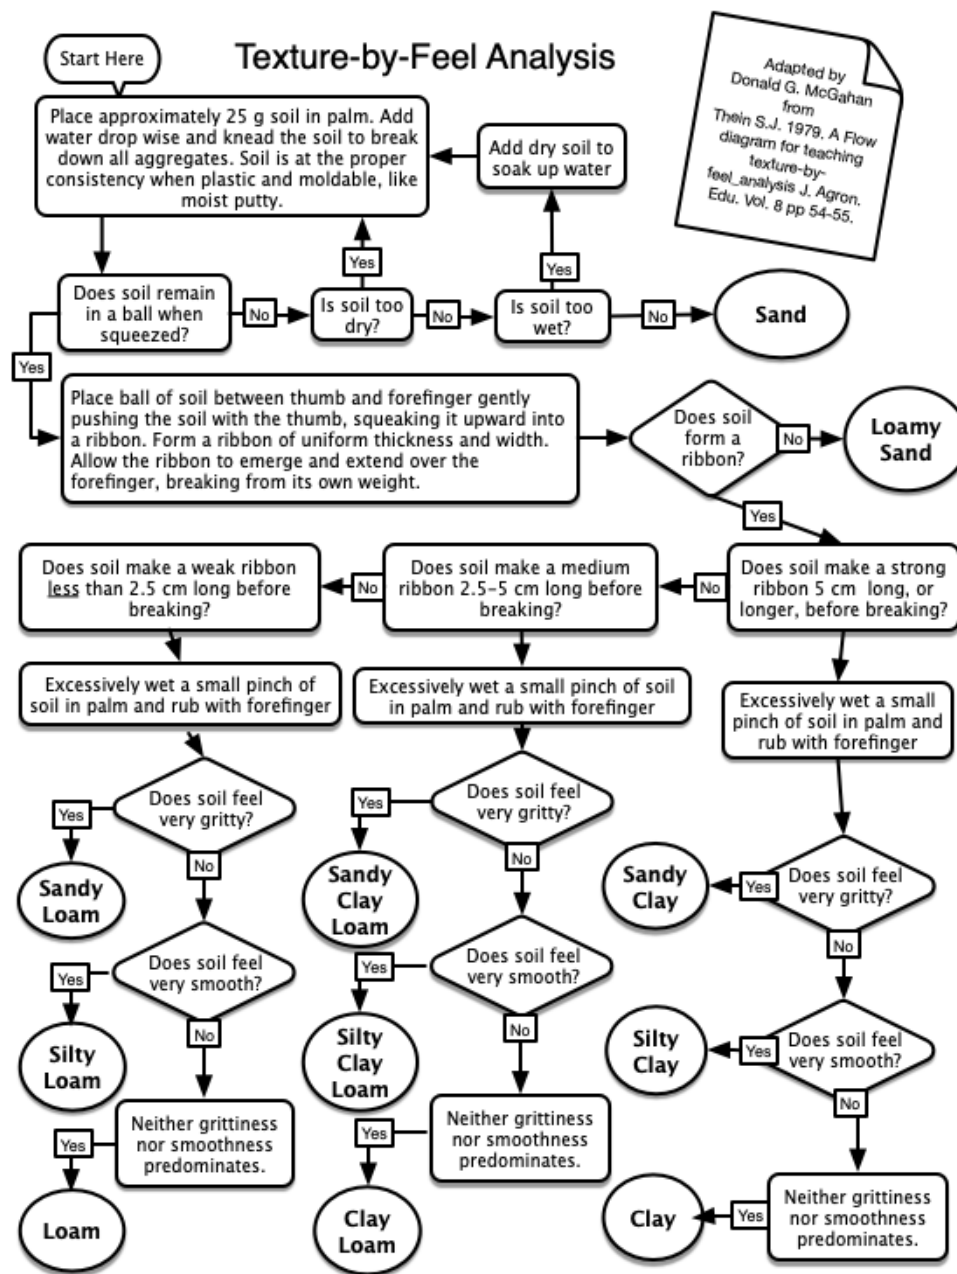 Start Here
Texture-by-Feel Analysis
Adapted by
Donald G. McGahan
from
Thein S.J. 1979. A Flow
diagram for teaching
texture-by-
feel_analysis J. Agron.
Edu. Vol. 8 pp 54-55.
Place approximately 25 g soil in palm. Add
water drop wise and knead the soil to break
down all aggregates. Soil is at the proper
consistency when plastic and moldable, like
moist putty.
Add dry soil to
soak up water
Yes
Yes
Does soil remain
in a ball when
squeezed?
No
Is soil too
dry?
No
Is soil too
wet?
No
Sand
Yes
Place ball of soil between thumb and forefinger gently
pushing the soil with the thumb, squeaking it upward into
a ribbon. Form a ribbon of uniform thickness and width.
Allow the ribbon to emerge and extend over the
forefinger, breaking from its own weight.
Does soil
form a
ribbon?
No
Loamy
Sand
Yes
Does soil make a weak ribbon
less than 2.5 cm long before
breaking?
No
Does soil make a medium
ribbon 2.5-5 cm long before
breaking?
No
Does soil make a strong
ribbon 5 cm long, or
longer, before breaking?
Excessively wet a small pinch of
soil in palm and rub with forefinger
Excessively wet a small pinch of soil
in palm and rub with forefinger
Excessively wet a small
pinch of soil in palm and
rub with forefinger
Yes
Does soil feel
very gritty?
No
Sandy
Loam
Yes
Does soil feel
very gritty?
No
Sandy
Clay
Loam
Sandy
Clay
Yes
Does soil feel
very gritty?
No
Yes
Does soil feel
very smooth?
No
Silty
Loam
Yes
Does soil feel
very smooth?
No
Silty
Clay
Loam
Silty
Clay
Yes
Does soil feel
very smooth?
No
Yes
Neither grittiness
nor smoothness
predominates.
Loam
Yes
Neither grittiness
nor smoothness
predominates.
Clay
Loam
Clay
Yes
Neither grittiness
nor smoothness
predominates.